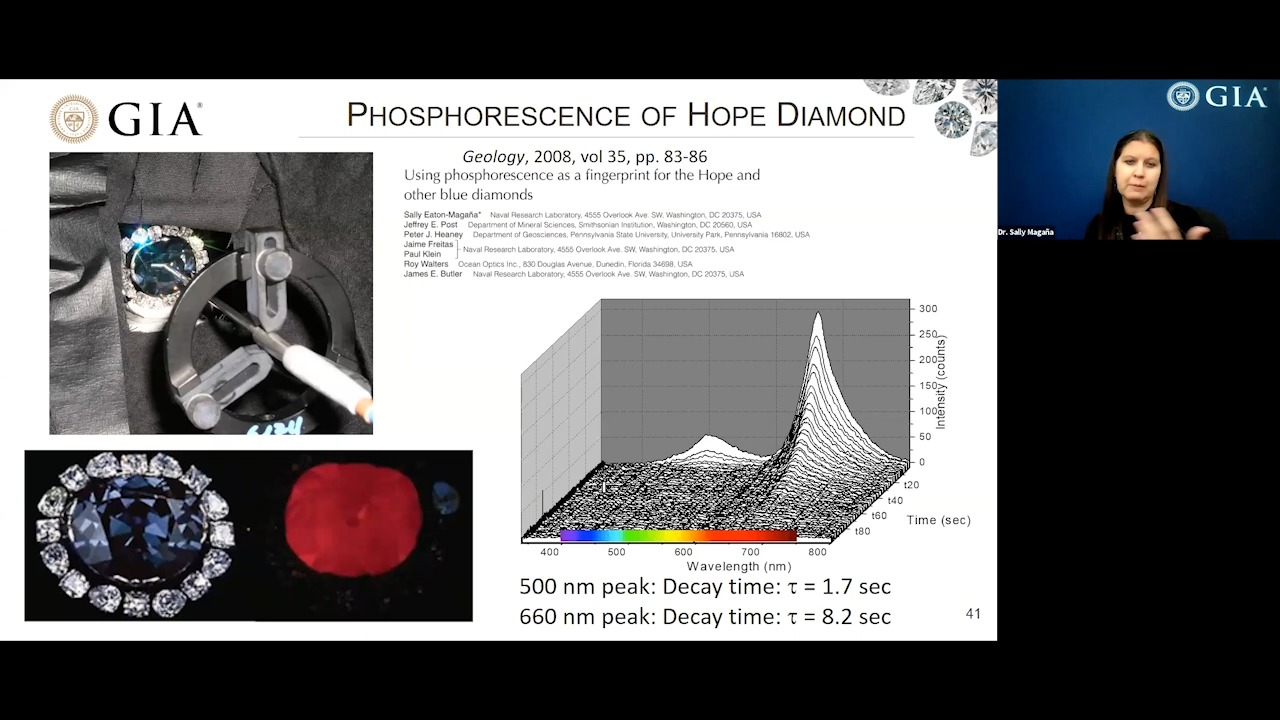 GIA®
PHOSPHORESCENCE OF HOPE DIAMOND
Geology, 2008, vol 35, pp. 83-86
Using phosphorescence as a fingerprint for the Hope and
other blue diamonds
Sally Eaton-Magaña* Naval Research Laboratory, 4555 Overlook Ave. SW, Washington, DC 20375, USA
Jeffrey E. Post Department of Mineral Sciences, Smithsonian Institution, Washington, DC 20560, USA
Peter J. Heaney Department of Geosciences, Pennsylvania State University, University Park, Pennsylvania 16802, USA
Jaime Freitas
Paul Klein
Naval Research Laboratory, 4555 Overlook Ave. SW, Washington, DC 20375, USA
Roy Walters Ocean Optics Inc., 830 Douglas Avenue, Dunedin, Florida 34698, USA
James E. Butler Naval Research Laboratory, 4555 Overlook Ave. SW, Washington, DC 20375, USA
300
250
200
150
100
50
0
Intensity (counts)
t20
t40
t60
t80
Time (sec)
400 500 600 700 800
Wavelength (nm)
500 nm peak: Decay time: τ = 1.7 sec
660 nm peak: Decay time: τ = 8.2 sec
41
GIA
Dr. Sally Magaña